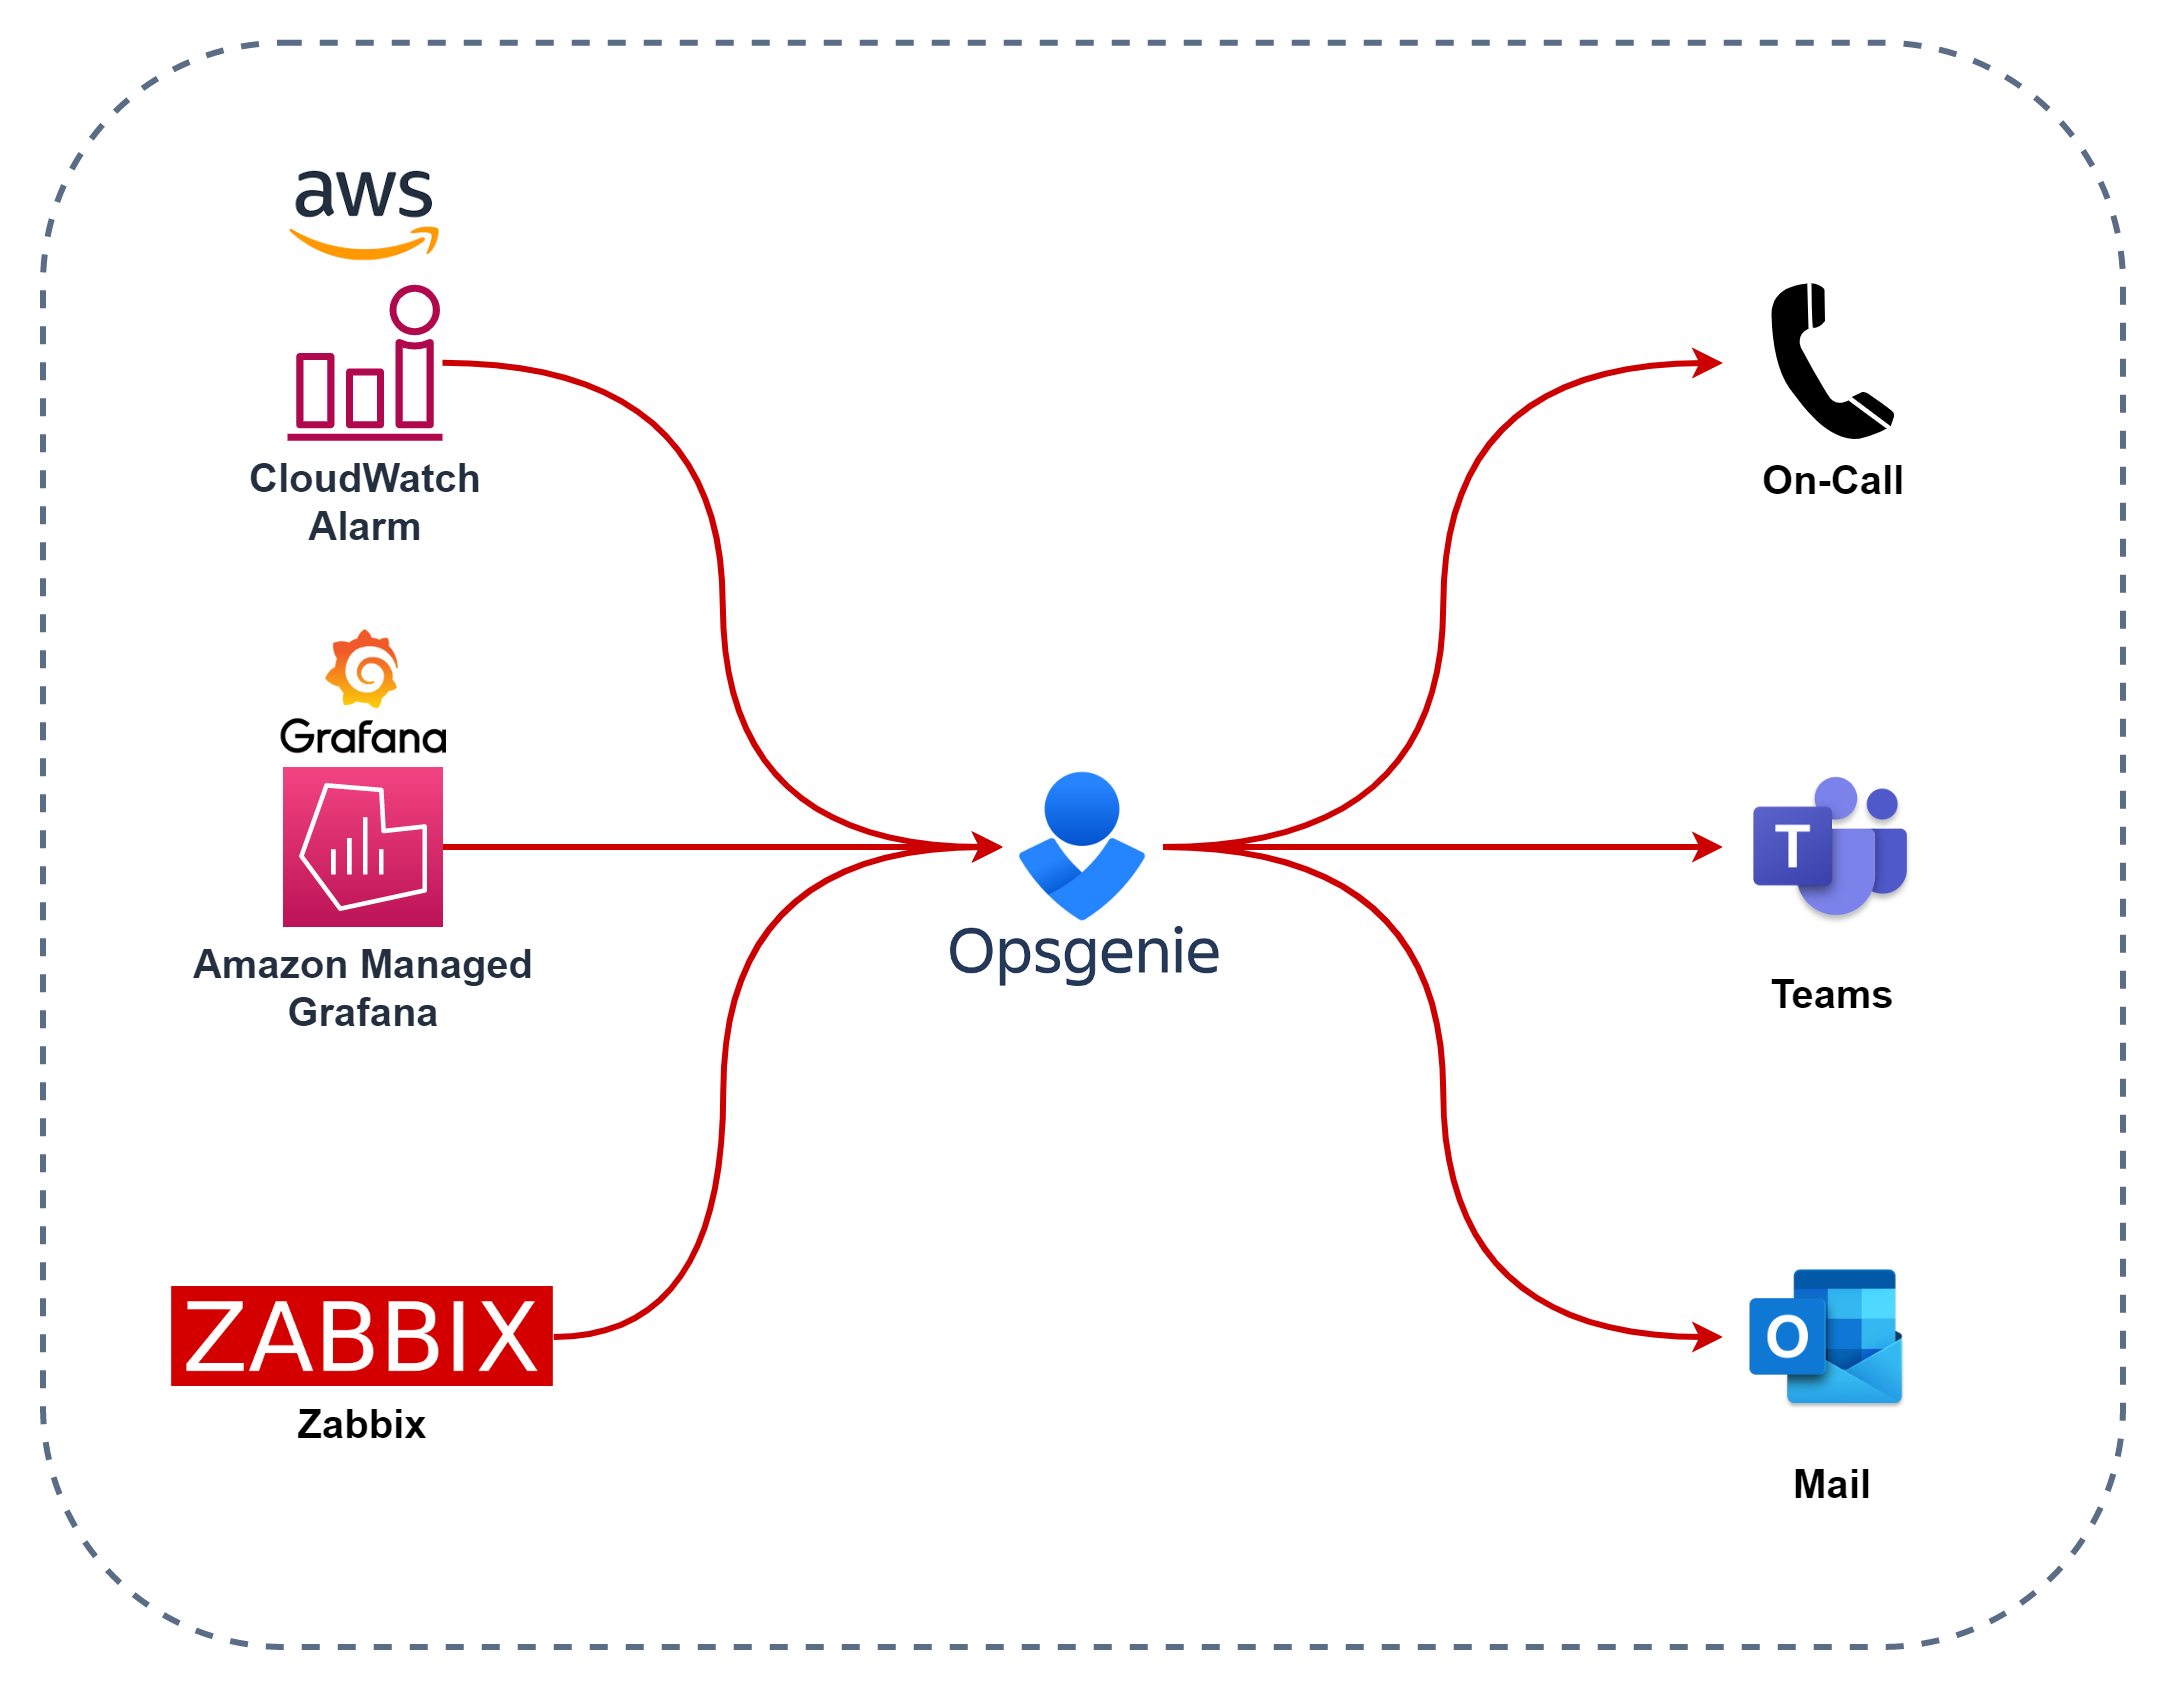 aws
CloudWatch
Alarm
Grafana
Amazon Managed
Grafana
ZABBIX
Zabbix
Opsgenie
On-Call
T
Teams
O
Mail